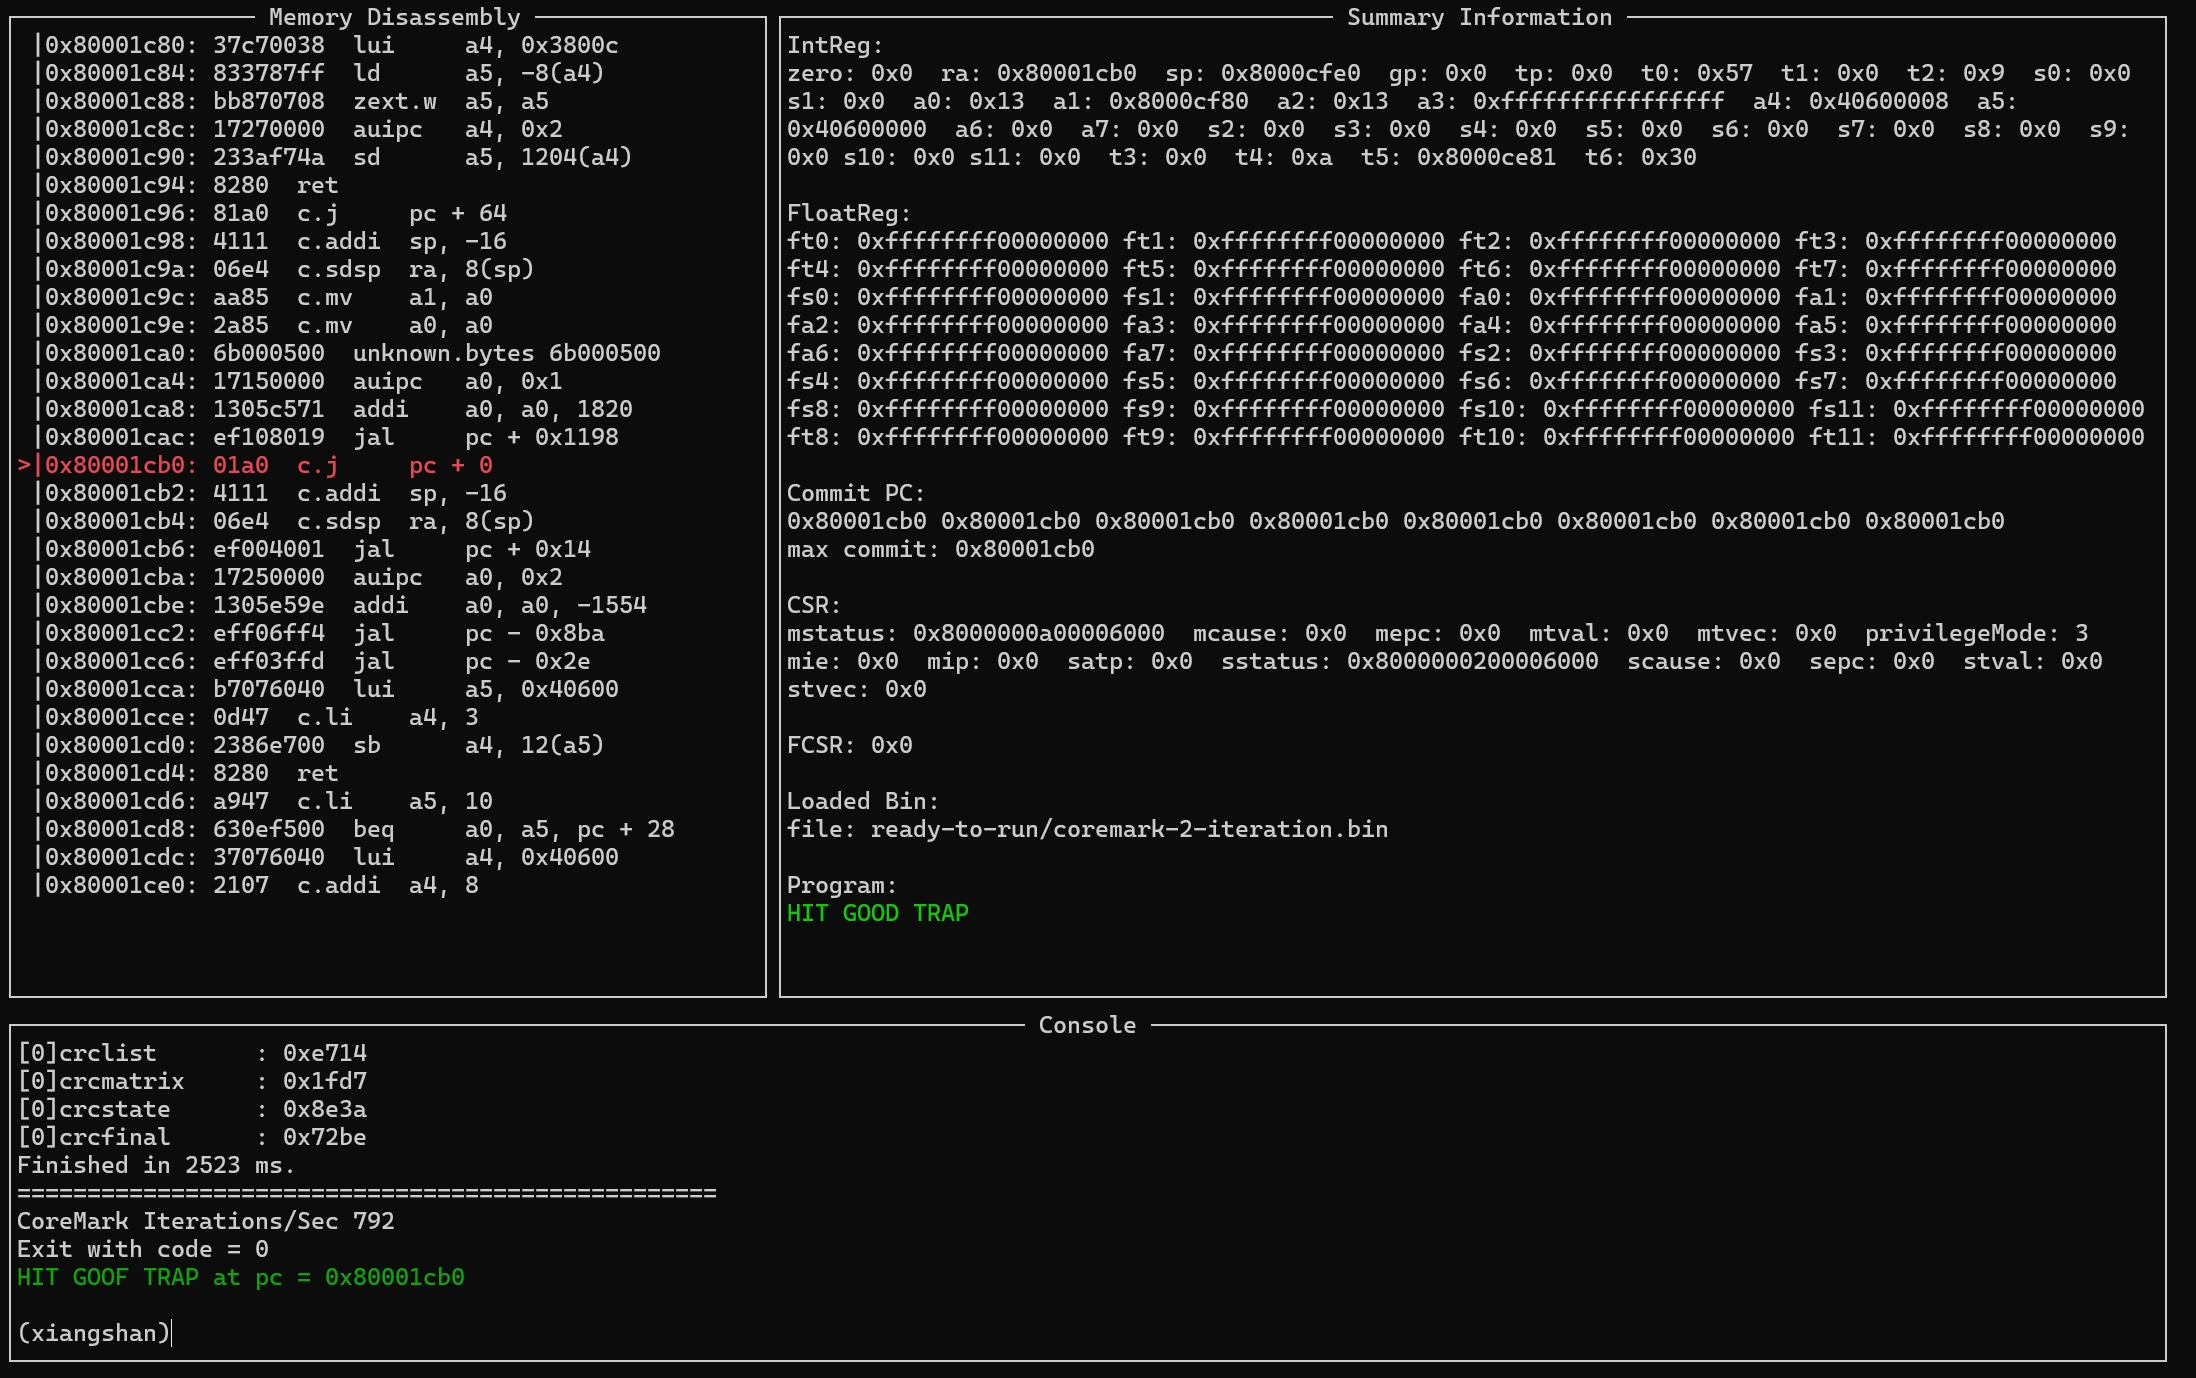 Memory Disassembly
|0x80001c80: 37c70038  lui     a4, 0x3800c
|0x80001c84: 833787ff  ld      a5, -8(a4)
|0x80001c88: bb870708  zext.w  a5, a5
|0x80001c8c: 17270000  auipc   a4, 0x2
|0x80001c90: 233af74a  sd      a5, 1204(a4)
|0x80001c94: 8280  ret
|0x80001c96: 81a0  c.j     pc + 64
|0x80001c98: 4111  c.addi  sp, -16
|0x80001c9a: 06e4  c.sdsp  ra, 8(sp)
|0x80001c9c: aa85  c.mv    a1, a0
|0x80001c9e: 2a85  c.mv    a0, a0
|0x80001ca0: 6b000500  unknown.bytes 6b000500
|0x80001ca4: 17150000  auipc   a0, 0x1
|0x80001ca8: 1305c571  addi    a0, a0, 1820
|0x80001cac: ef108019  jal     pc + 0x1198
>|0x80001cb0: 01a0  c.j     pc + 0
|0x80001cb2: 4111  c.addi  sp, -16
|0x80001cb4: 06e4  c.sdsp  ra, 8(sp)
|0x80001cb6: ef004001  jal     pc + 0x14
|0x80001cba: 17250000  auipc   a0, 0x2
|0x80001cbe: 1305e59e  addi    a0, a0, -1554
|0x80001cc2: eff06ff4  jal     pc - 0x8ba
|0x80001cc6: eff03ffd  jal     pc - 0x2e
|0x80001cca: b7076040  lui     a5, 0x40600
|0x80001cce: 0d47  c.li    a4, 3
|0x80001cd0: 2386e700  sb      a4, 12(a5)
|0x80001cd4: 8280  ret
|0x80001cd6: a947  c.li    a5, 10
|0x80001cd8: 630ef500  beq     a0, a5, pc + 28
|0x80001cdc: 37076040  lui     a4, 0x40600
|0x80001ce0: 2107  c.addi  a4, 8
Summary Information
IntReg:
zero: 0x0  ra: 0x80001cb0  sp: 0x8000cfe0  gp: 0x0  tp: 0x0  t0: 0x57  t1: 0x0  t2: 0x9  s0: 0x0
s1: 0x0  a0: 0x13  a1: 0x8000cf80  a2: 0x13  a3: 0xffffffffffffffff  a4: 0x40600008  a5:
0x40600000  a6: 0x0  a7: 0x0  s2: 0x0  s3: 0x0  s4: 0x0  s5: 0x0  s6: 0x0  s7: 0x0  s8: 0x0  s9:
0x0 s10: 0x0 s11: 0x0  t3: 0x0  t4: 0xa  t5: 0x8000ce81  t6: 0x30
FloatReg:
ft0: 0xffffffff00000000 ft1: 0xffffffff00000000 ft2: 0xffffffff00000000 ft3: 0xffffffff00000000
ft4: 0xffffffff00000000 ft5: 0xffffffff00000000 ft6: 0xffffffff00000000 ft7: 0xffffffff00000000
fs0: 0xffffffff00000000 fs1: 0xffffffff00000000 fa0: 0xffffffff00000000 fa1: 0xffffffff00000000
fa2: 0xffffffff00000000 fa3: 0xffffffff00000000 fa4: 0xffffffff00000000 fa5: 0xffffffff00000000
fa6: 0xffffffff00000000 fa7: 0xffffffff00000000 fs2: 0xffffffff00000000 fs3: 0xffffffff00000000
fs4: 0xffffffff00000000 fs5: 0xffffffff00000000 fs6: 0xffffffff00000000 fs7: 0xffffffff00000000
fs8: 0xffffffff00000000 fs9: 0xffffffff00000000 fs10: 0xffffffff00000000 fs11: 0xffffffff00000000
ft8: 0xffffffff00000000 ft9: 0xffffffff00000000 ft10: 0xffffffff00000000 ft11: 0xffffffff00000000
Commit PC:
0x80001cb0 0x80001cb0 0x80001cb0 0x80001cb0 0x80001cb0 0x80001cb0 0x80001cb0 0x80001cb0
max commit: 0x80001cb0
CSR:
mstatus: 0x8000000a00006000  mcause: 0x0  mepc: 0x0  mtval: 0x0  mtvec: 0x0  privilegeMode: 3
mie: 0x0  mip: 0x0  satp: 0x0  sstatus: 0x8000000200006000  scause: 0x0  sepc: 0x0  stval: 0x0
stvec: 0x0
FCSR: 0x0
Loaded Bin:
file: ready-to-run/coremark-2-iteration.bin
Program:
HIT GOOD TRAP
Console
[0]crclist       : 0xe714
[0]crcmatrix     : 0x1fd7
[0]crcstate      : 0x8e3a
[0]crcfinal      : 0x72be
Finished in 2523 ms.
==================================================
CoreMark Iterations/Sec 792
Exit with code = 0
HIT GOOF TRAP at pc = 0x80001cb0
(xiangshan)